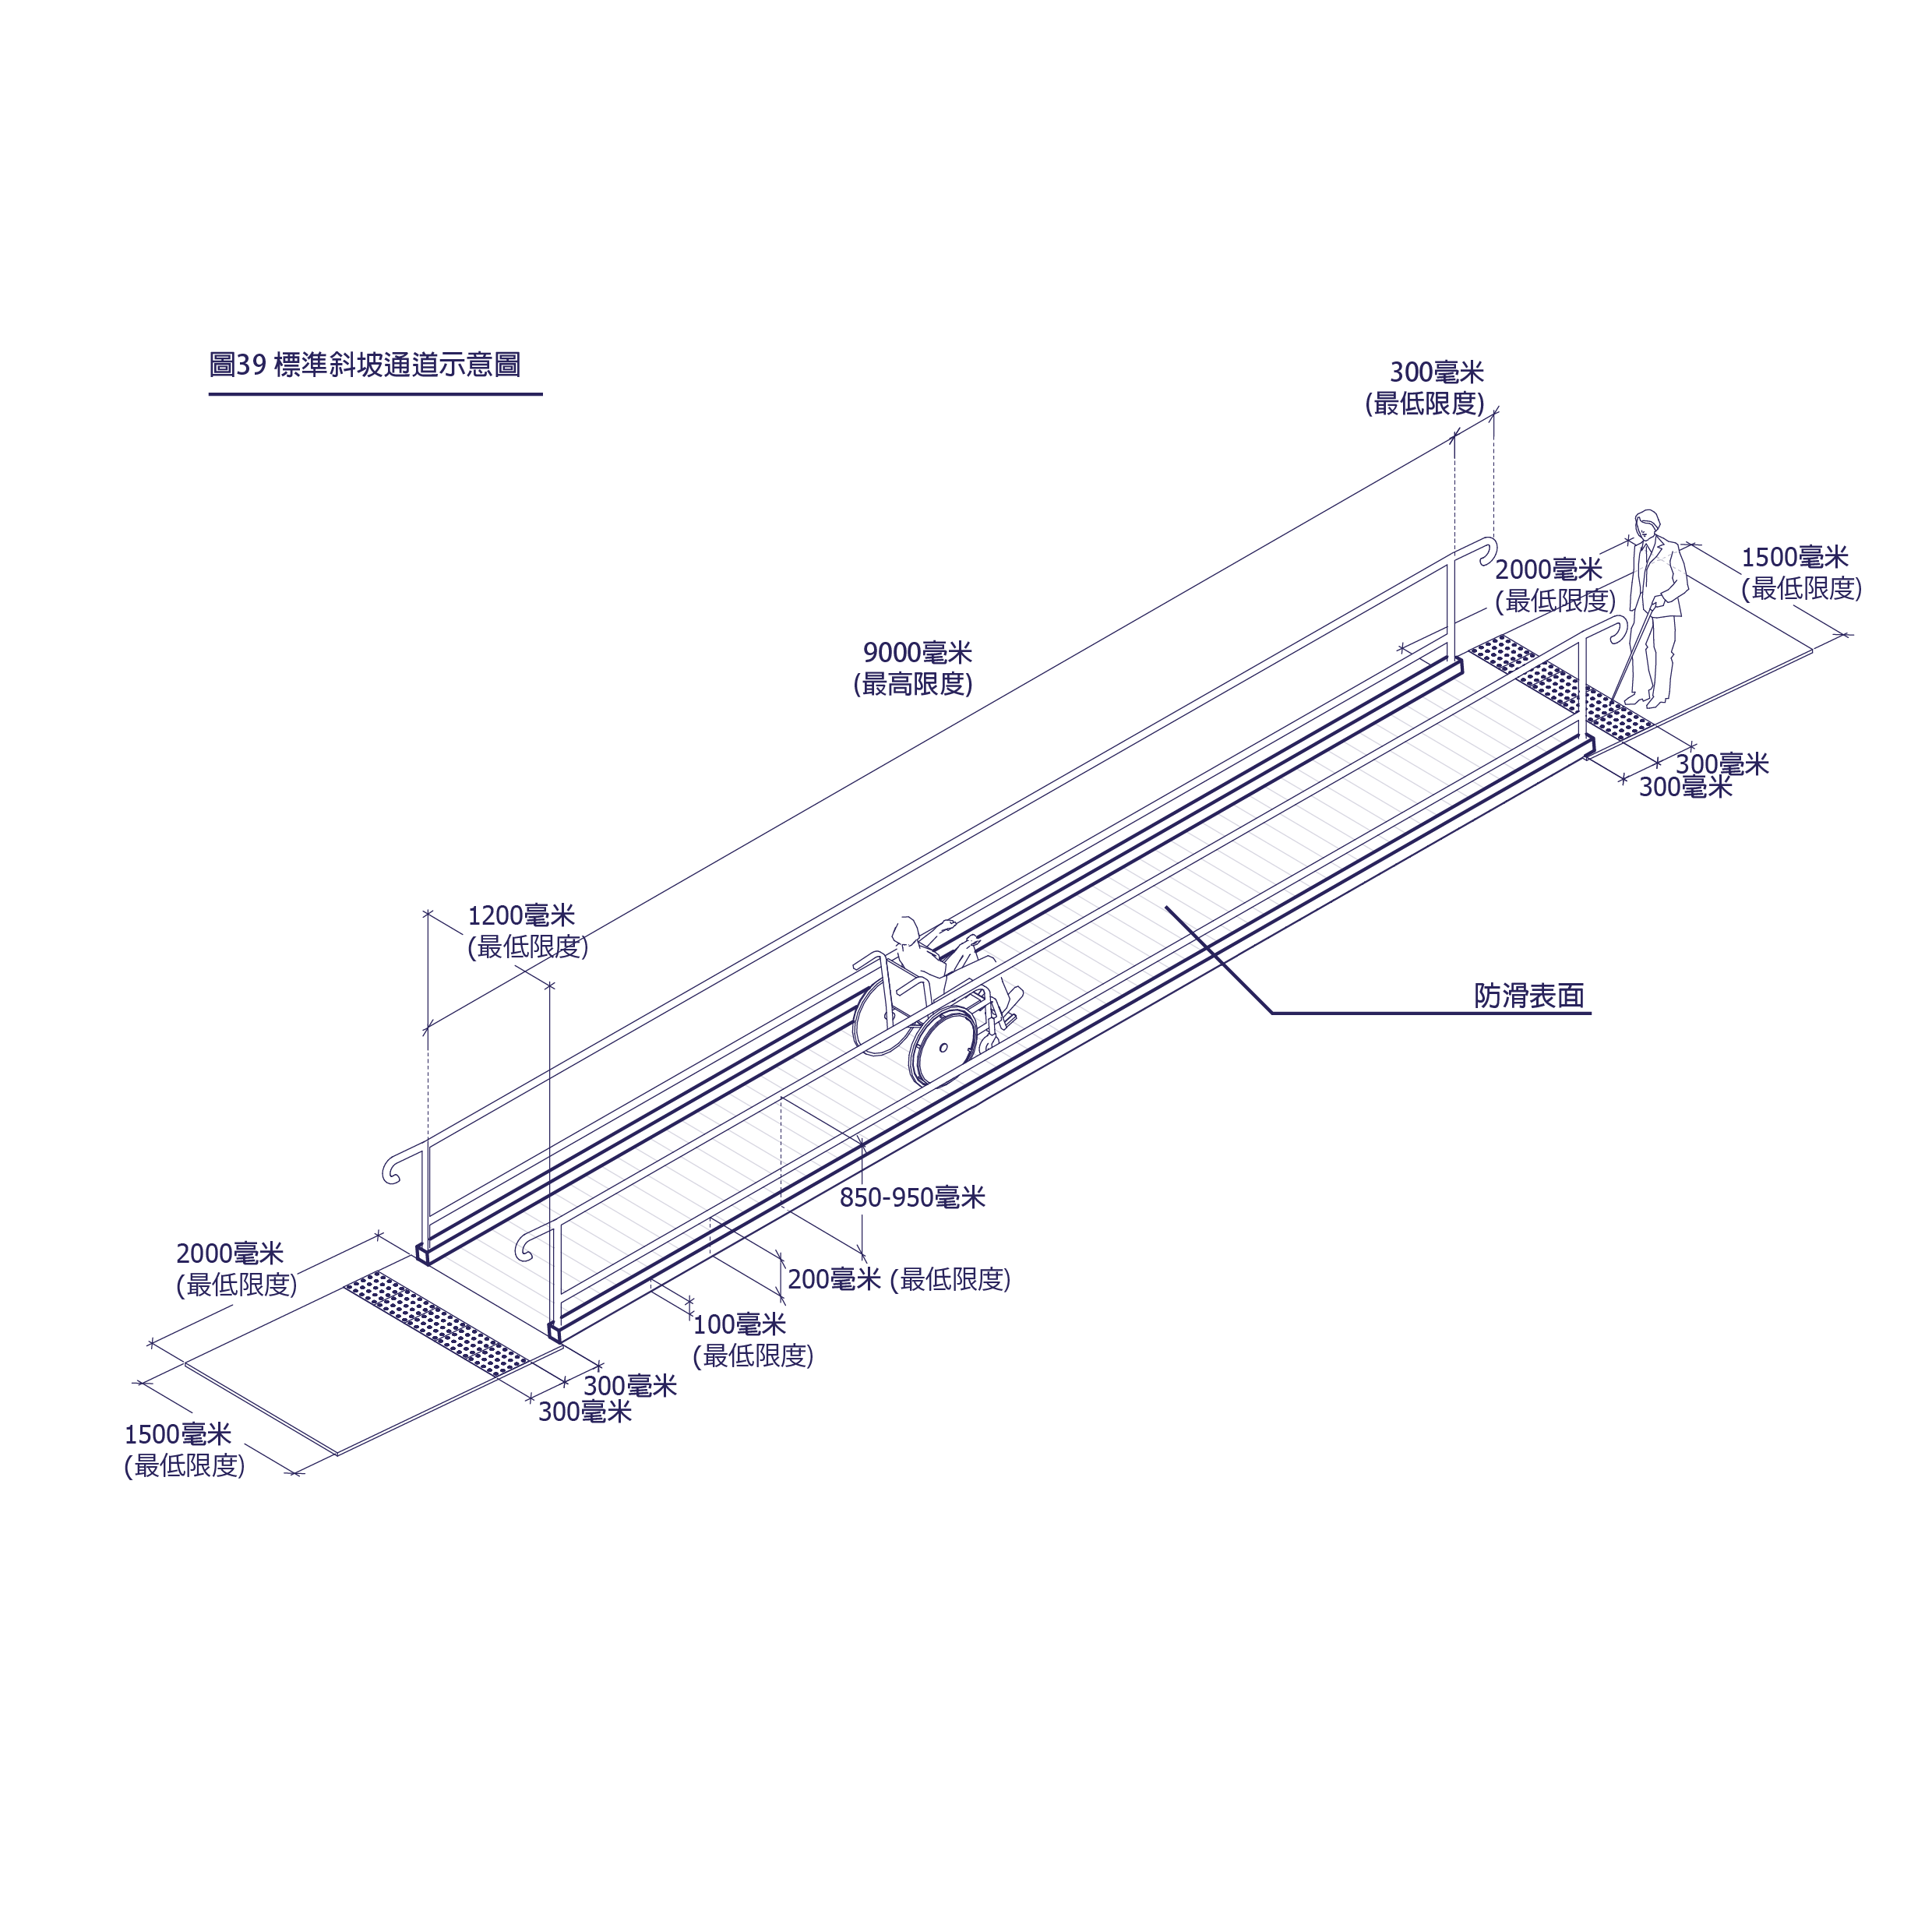 圖39 標準斜坡通道示意圖
300毫米
(最低限度)
2000毫米
(最低限度)
1500毫米
(最低限度)
9000毫米
(最高限度)
300毫米
300毫米
1200毫米
(最低限度)
防滑表面
850-950毫米
200毫米 (最低限度)
100毫米
(最低限度)
2000毫米
(最低限度)
300毫米
300毫米
1500毫米
(最低限度)